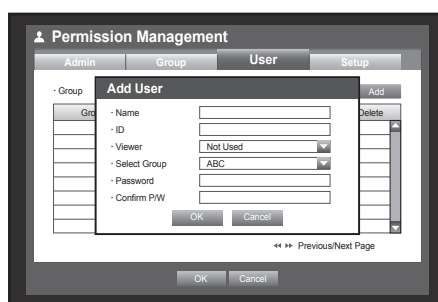 Permission Management
Admin Group User Setup
· Group Add
Add User
Gro Delete
· Name
· ID
· Viewer Not Used
· Select Group ABC
· Password
· Confirm P/W
OK Cancel
Previous/Next Page
OK Cancel